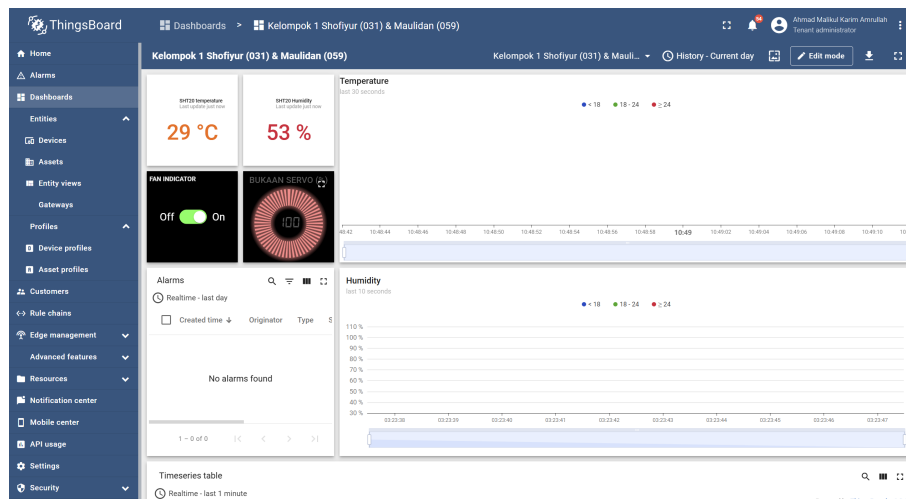 ThingsBoard
Dashboards > Kelompok 1 Shofiyur (031) & Maulidan (059)
54
Ahmad Malikul Karim Amrullah
Tenant administrator
Home
Alarms
Dashboards
Entities
Devices
Assets
Entity views
Gateways
Profiles
Device profiles
Asset profiles
Customers
Rule chains
Edge management
Advanced features
Resources
Notification center
Mobile center
API usage
Settings
Security
Kelompok 1 Shofiyur (031) & Maulidan (059)
Kelompok 1 Shofiyur (031) & Mauli...
History - Current day
Edit mode
SHT20 temperature
Last update just now
29 °C
SHT20 Humidity
Last update just now
53 %
Temperature
last 30 seconds
< 18 18 - 24 ≥ 24
48:42 10:48:44 10:48:46 10:48:48 10:48:50 10:48:52 10:48:54 10:48:56 10:48:58 10:49 10:49:02 10:49:04 10:49:06 10:49:08 10:49:10 10
FAN INDICATOR
Off On
BUKAAN SERVO (%)
100
Alarms
Realtime - last day
Created time Originator Type S
No alarms found
1 – 0 of 0
Humidity
last 10 seconds
< 18 18 - 24 ≥ 24
110 %
100 %
90 %
80 %
70 %
60 %
50 %
40 %
30 %
03:23:38 03:23:39 03:23:40 03:23:41 03:23:42 03:23:43 03:23:44 03:23:45 03:23:46 03:23:47
Timeseries table
Realtime - last 1 minute